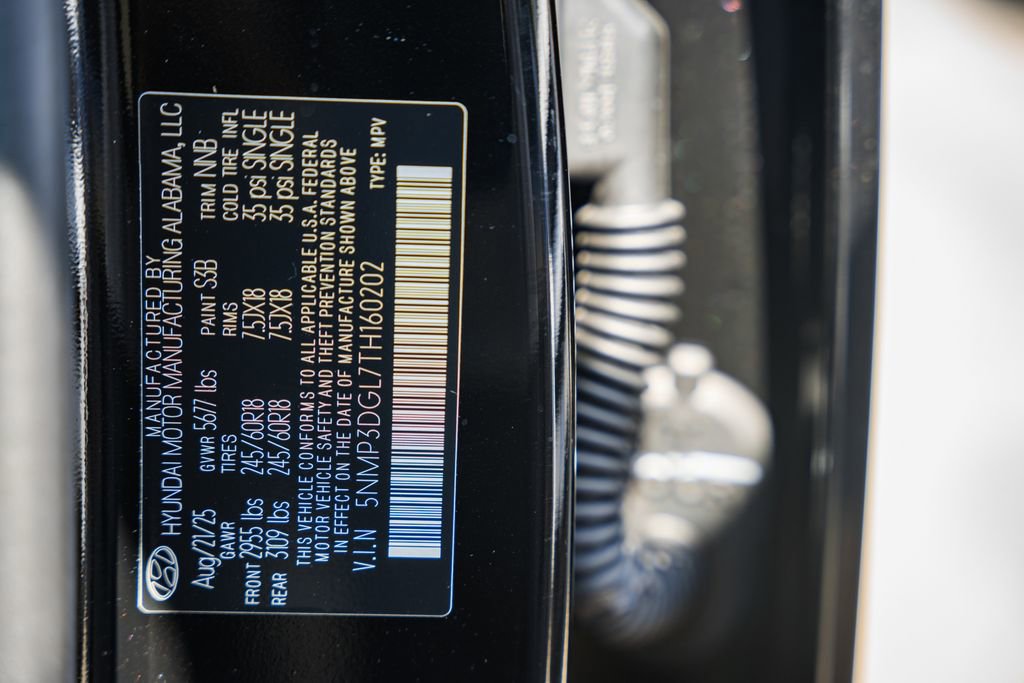 MANUFACTURED BY
HYUNDAI MOTOR MANUFACTURING ALABAMA, LLC
Aug/21/25 GVWR 5677 lbs PAINT S3B TRIM NNB
GAWR TIRES RIMS COLD TIRE INFL
FRONT 2955 lbs 245/60R18 7.5JX18 35 psi SINGLE
REAR 3109 lbs 245/60R18 7.5JX18 35 psi SINGLE
THIS VEHICLE CONFORMS TO ALL APPLICABLE U.S.A. FEDERAL
MOTOR VEHICLE SAFETY AND THEFT PREVENTION STANDARDS
IN EFFECT ON THE DATE OF MANUFACTURE SHOWN ABOVE
V.I.N 5NMP3DGL7TH160202 TYPE: MPV